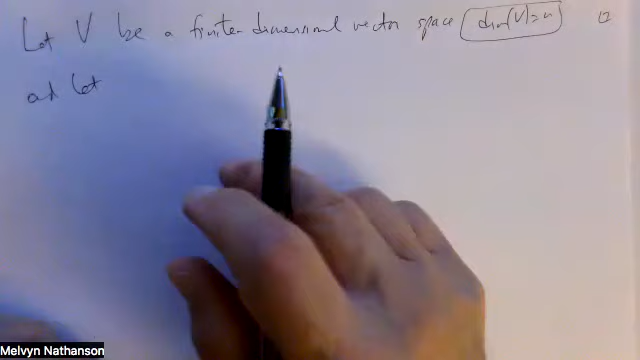 Let V be a finite dimensional vector space dim(V)=n
and let
Melvyn Nathanson